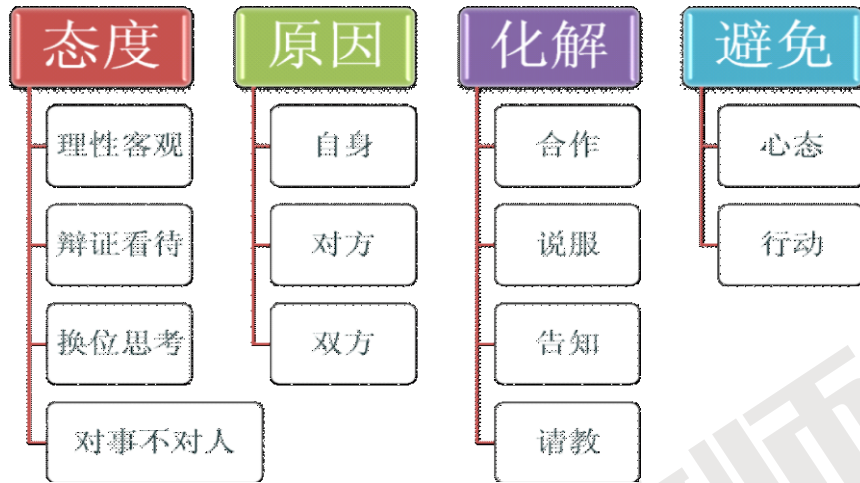 态度
理性客观
辩证看待
换位思考
对事不对人
原因
自身
对方
双方
化解
合作
说服
告知
请教
避免
心态
行动
师